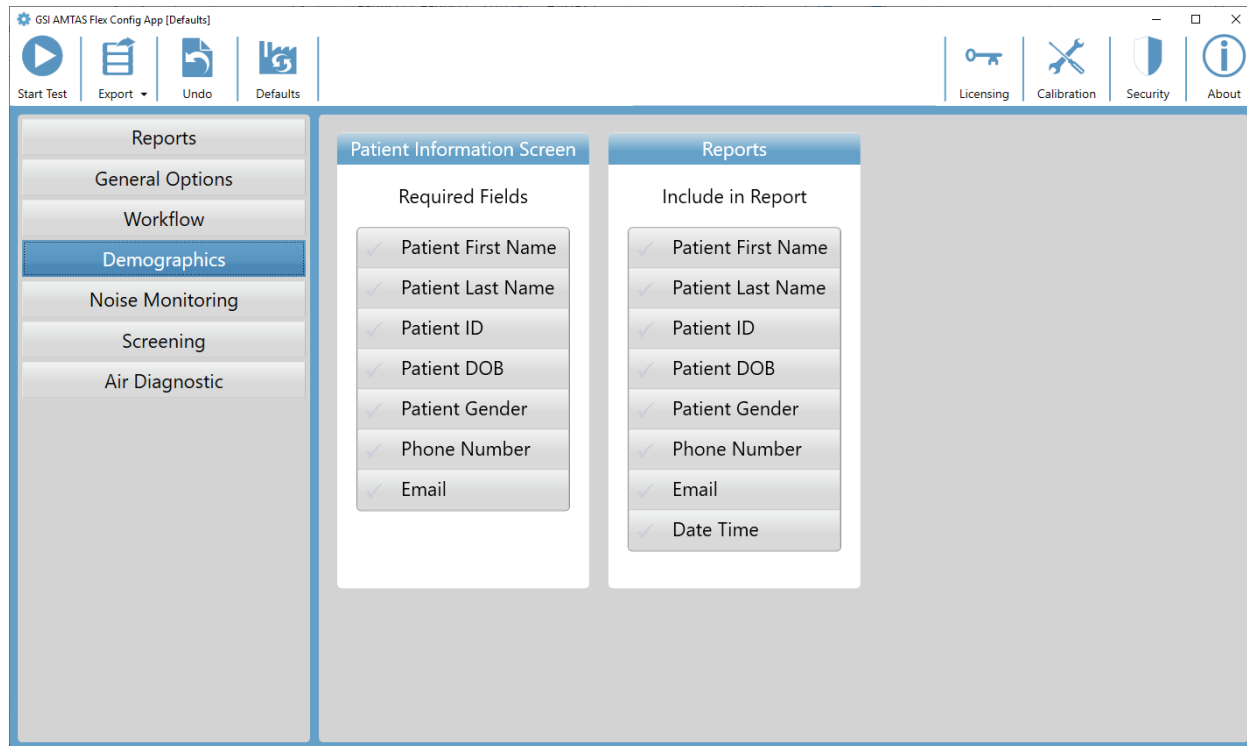 GSI AMTAS Flex Config App [Defaults]
Start Test
Export
Undo
Defaults
Licensing
Calibration
Security
About
Reports
General Options
Workflow
Demographics
Noise Monitoring
Screening
Air Diagnostic
Patient Information Screen
Required Fields
Patient First Name
Patient Last Name
Patient ID
Patient DOB
Patient Gender
Phone Number
Email
Reports
Include in Report
Patient First Name
Patient Last Name
Patient ID
Patient DOB
Patient Gender
Phone Number
Email
Date Time